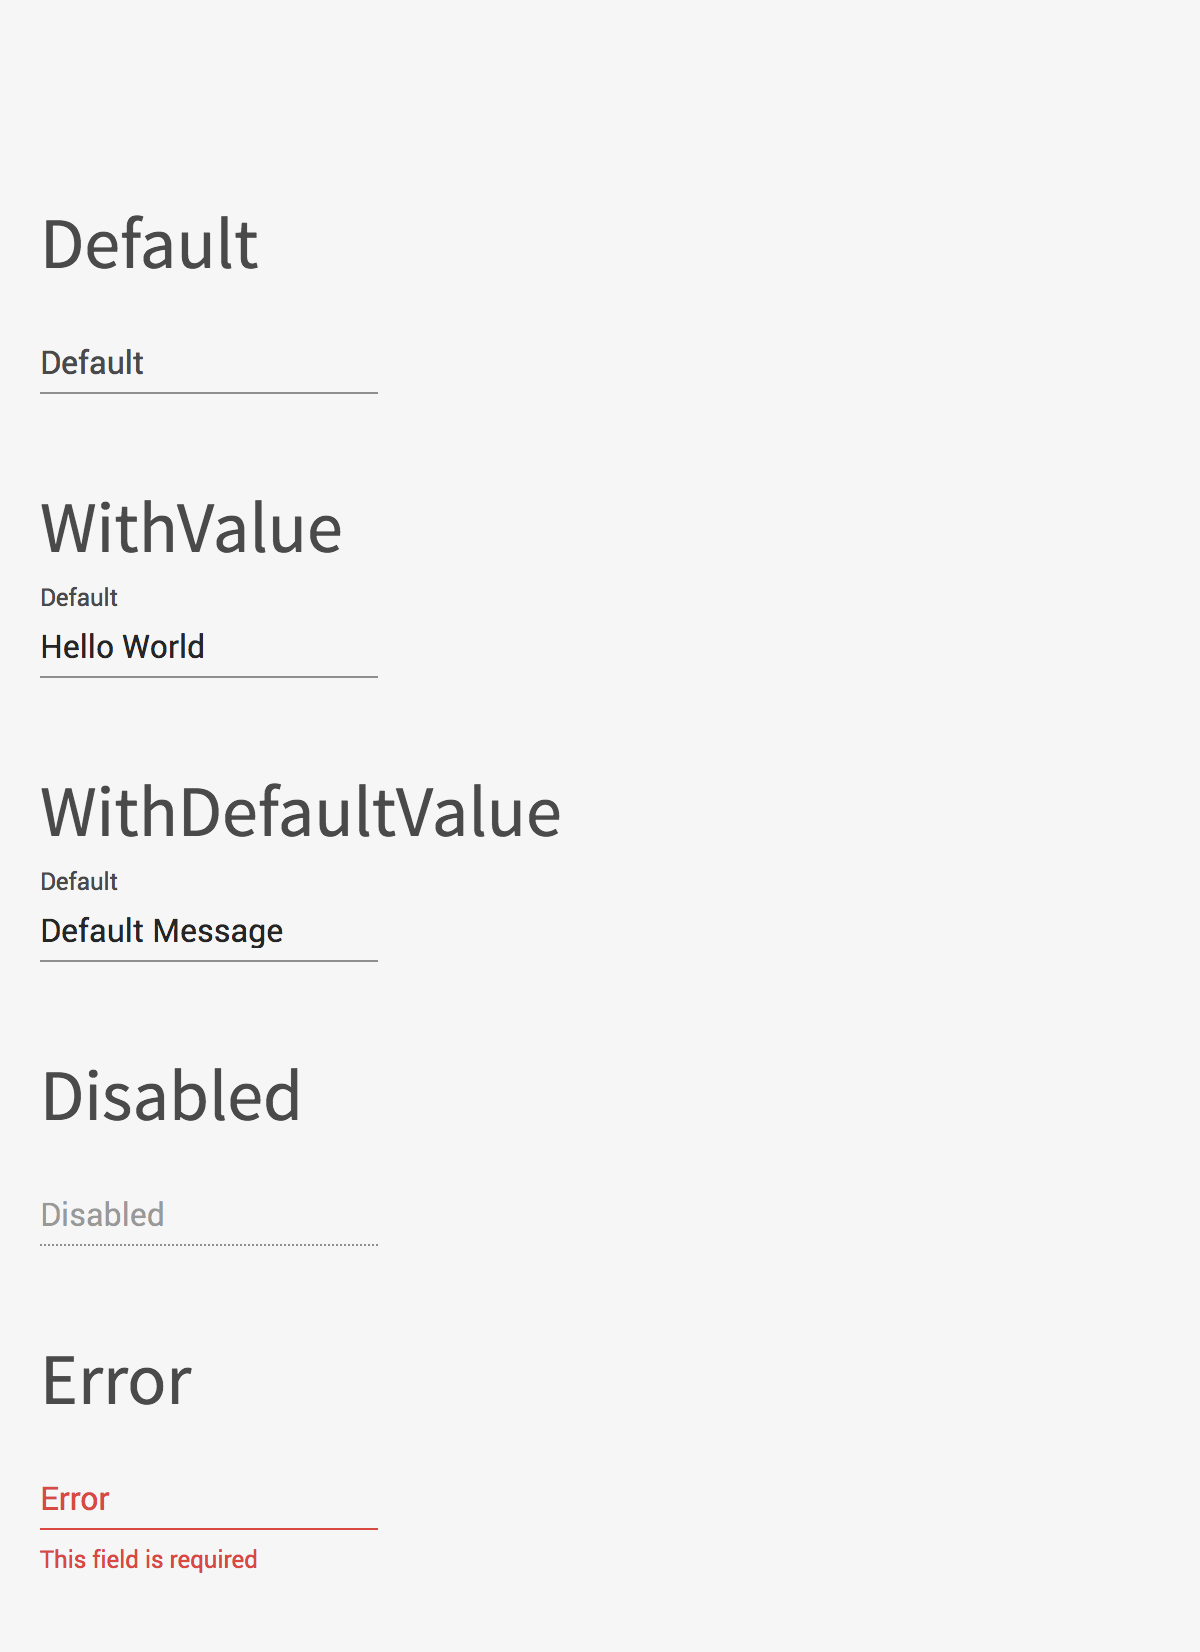 Default
Default
WithValue
Default
Hello World
WithDefaultValue
Default
Default Message
Disabled
Disabled
Error
Error
This field is required